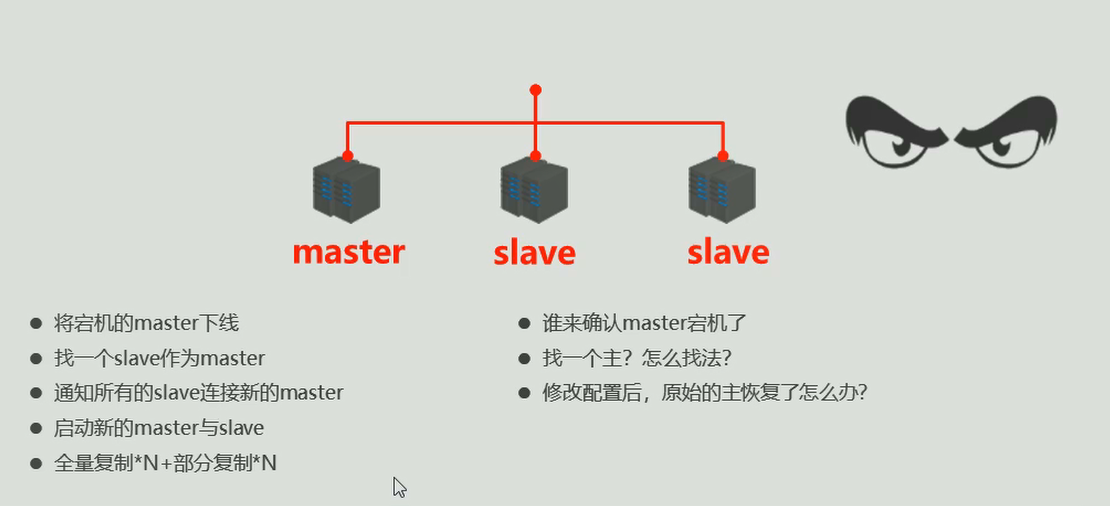 master
slave
slave
将宕机的master下线
找一个slave作为master
通知所有的slave连接新的master
启动新的master与slave
全量复制*N+部分复制*N
谁来确认master宕机了
找一个主？怎么找法？
修改配置后，原始的主恢复了怎么办？